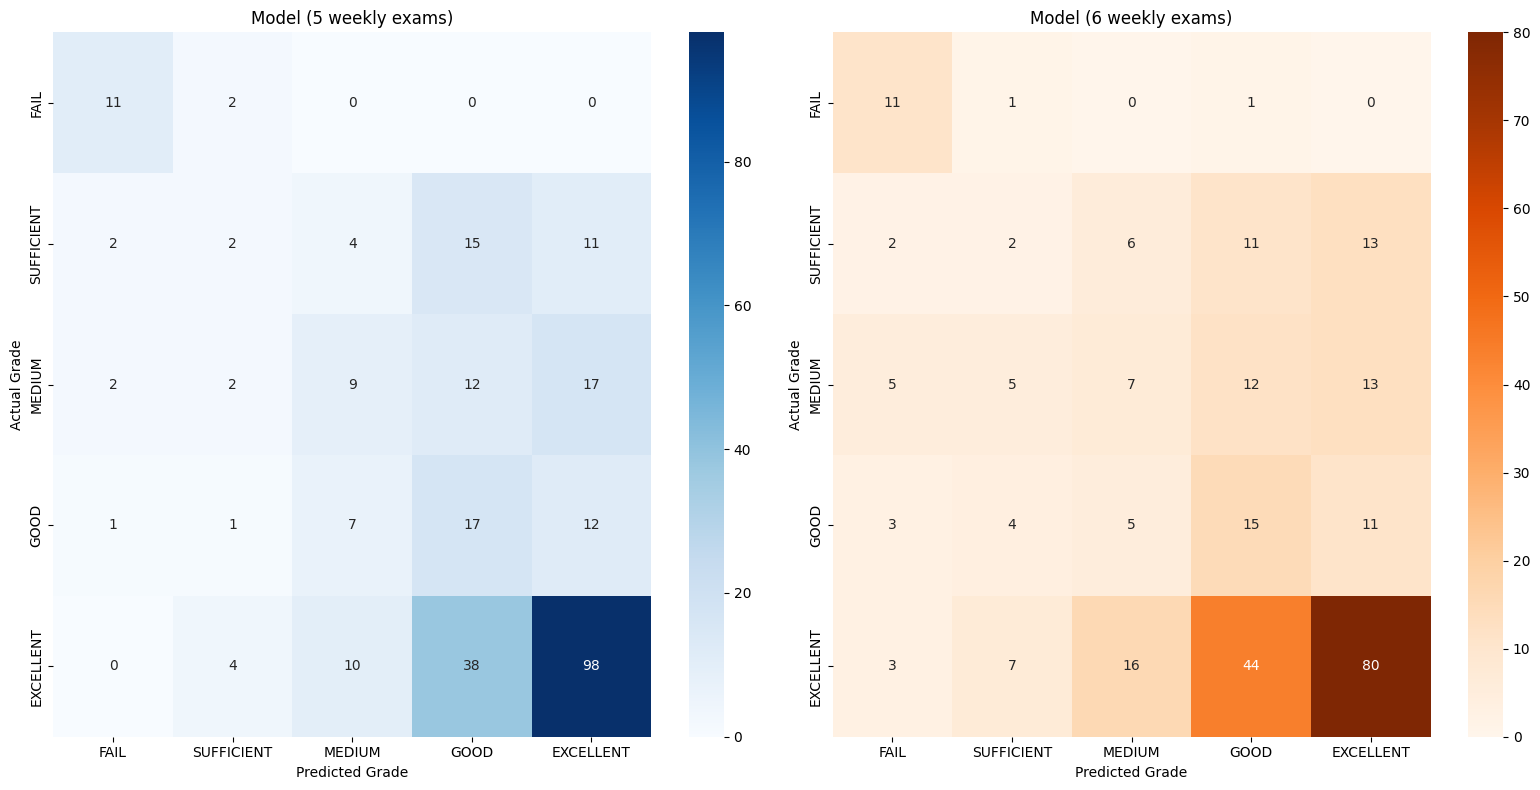 Model (5 weekly exams)
Actual Grade
FAIL 11 2 0 0 0
SUFFICIENT 2 2 4 15 11
MEDIUM 2 2 9 12 17
GOOD 1 1 7 17 12
EXCELLENT 0 4 10 38 98
FAIL SUFFICIENT MEDIUM GOOD EXCELLENT
Predicted Grade
80
60
40
20
0
Model (6 weekly exams)
Actual Grade
FAIL 11 1 0 1 0
SUFFICIENT 2 2 6 11 13
MEDIUM 5 5 7 12 13
GOOD 3 4 5 15 11
EXCELLENT 3 7 16 44 80
FAIL SUFFICIENT MEDIUM GOOD EXCELLENT
Predicted Grade
80
70
60
50
40
30
20
10
0